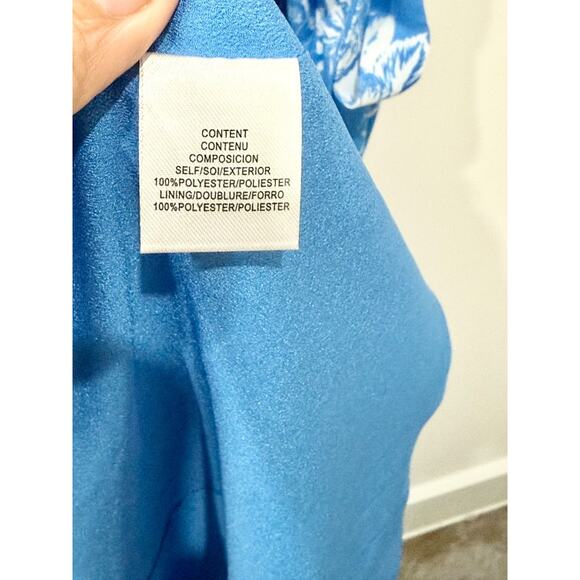 CONTENT
CONTENU
COMPOSICION
SELF/SOI/EXTERIOR
100%POLYESTER/POLIESTER
LINING/DOUBLURE/FORRO
100%POLYESTER/POLIESTER